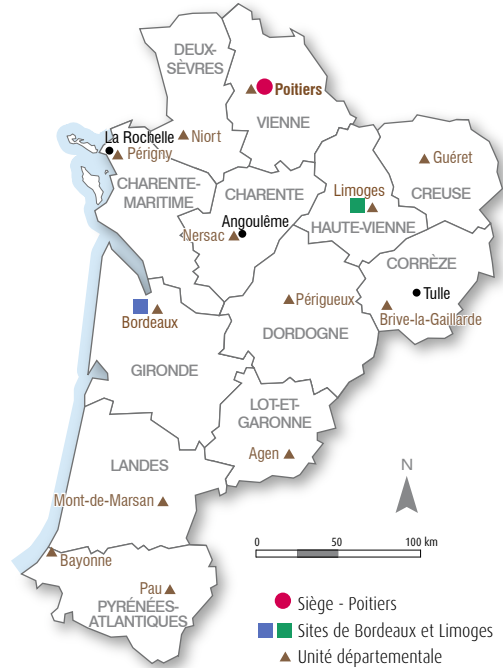 DEUX-
SÈVRES
Poitiers
VIENNE
La Rochelle
Niort
Périgny
Guéret
CHARENTE-
MARITIME
CHARENTE
Limoges
CREUSE
Angoulême
HAUTE-VIENNE
Nersac
CORRÈZE
Tulle
Périgueux
Brive-la-Gaillarde
Bordeaux
DORDOGNE
GIRONDE
LOT-ET-
GARONNE
Agen
LANDES
N
Mont-de-Marsan
0 50 100 km
Bayonne
Pau
PYRÉNÉES-
ATLANTIQUES
Siège - Poitiers
Sites de Bordeaux et Limoges
Unité départementale